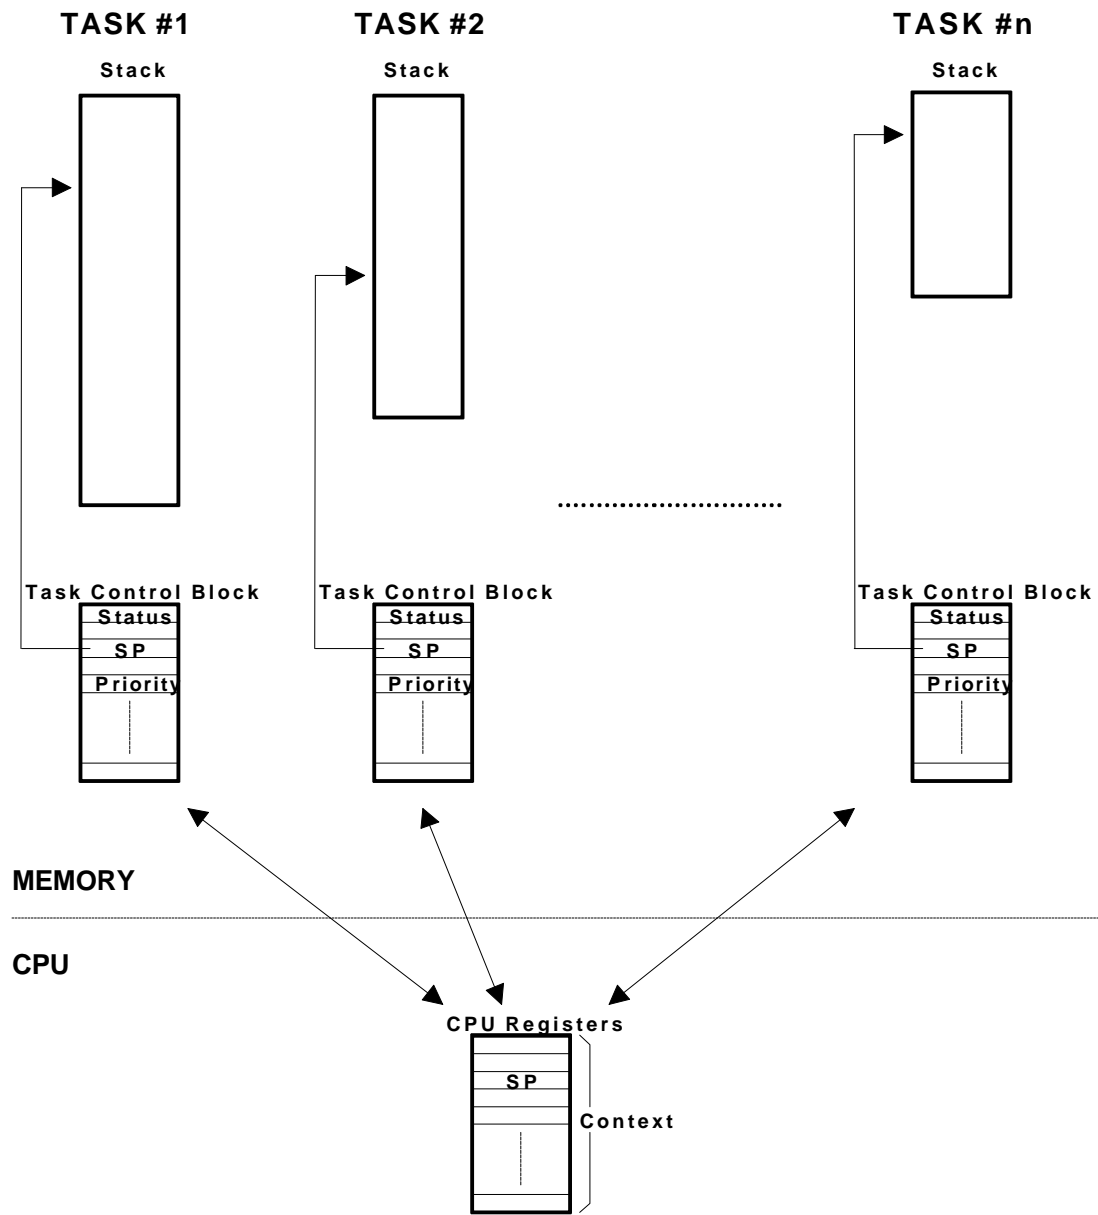 TASK #1 TASK #2 TASK #n
Stack Stack Stack
Task Control Block Task Control Block Task Control Block
Status Status Status
SP SP SP
Priority Priority Priority
MEMORY
CPU
CPU Registers
SP
Context